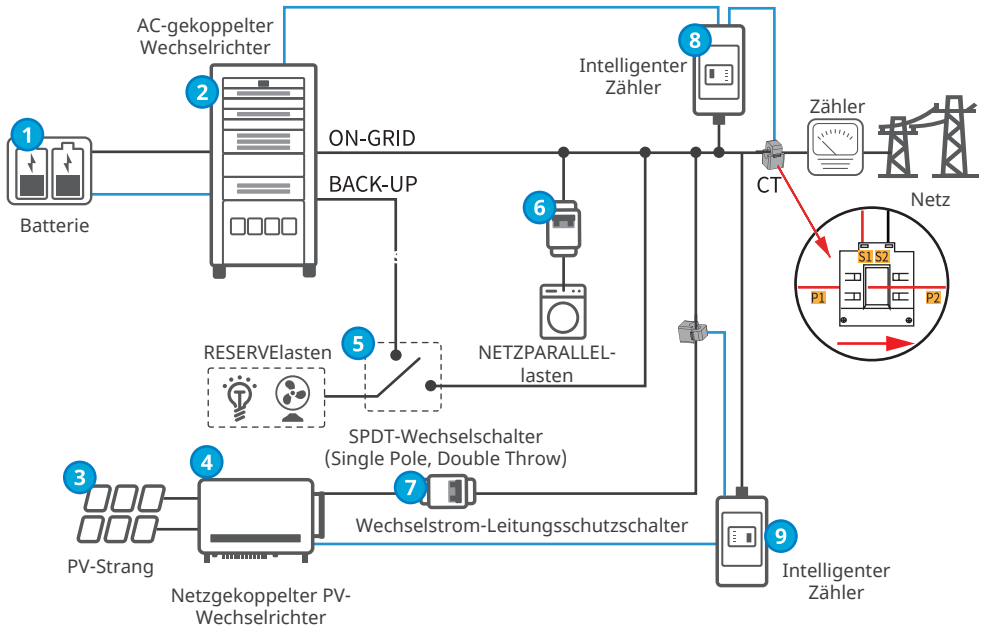 AC-gekoppelter
Wechselrichter
8
Intelligenter
Zähler
2
Zähler
1
ON-GRID
BACK-UP
CT
Netz
Batterie
6
S1 S2
P1
P2
5
RESERVElasten
NETZPARALLEL-
lasten
SPDT-Wechselschalter
(Single Pole, Double Throw)
3
4
7
Wechselstrom-Leitungsschutzschalter
9
PV-Strang
Intelligenter
Zähler
Netzgekoppelter PV-
Wechselrichter